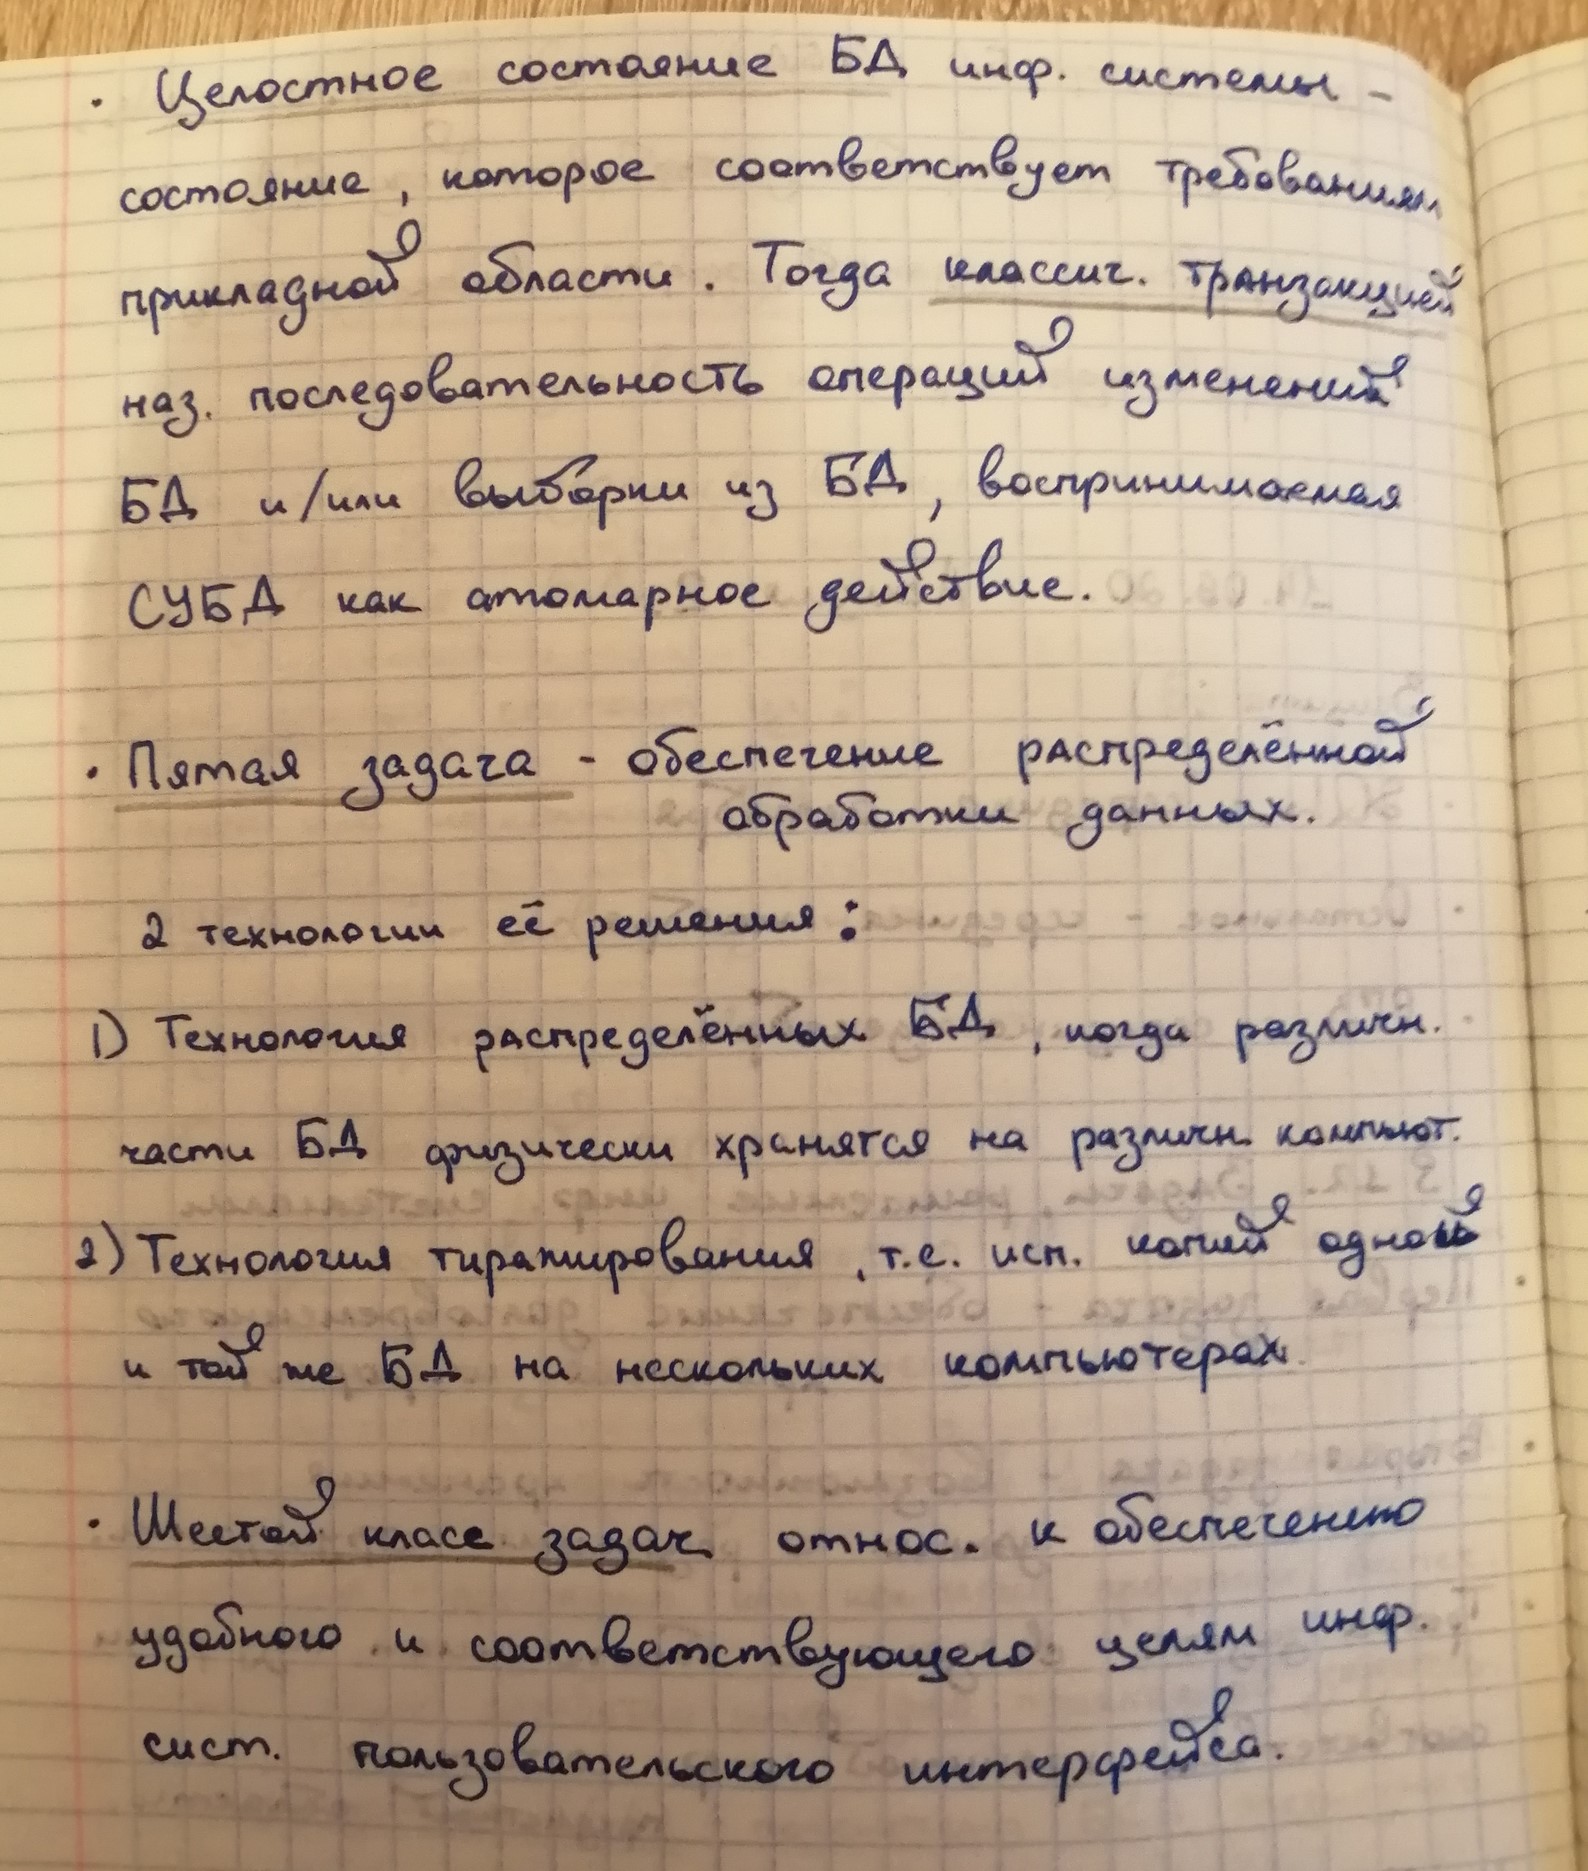 · Целостное состояние БД инф. системы -
состояние, которое соответствует требованиям
прикладной области. Тогда классич. транзакцией
наз. последовательность операций изменений
БД и/или выборки из БД, воспринимаемая
СУБД как атомарное действие.
· Пятая задача - обеспечение распределённой
обработки данных.
2 технологии её решения:
1) Технология распределённых БД, когда различн.
части БД физически хранятся на различн. компьют.
2) Технология тиражирования, т.е. исп. копий одной
и той же БД на нескольких компьютерах.
· Шестой класс задач относ. к обеспечению
удобного и соответствующего целям инф.
сист. пользовательского интерфейса.